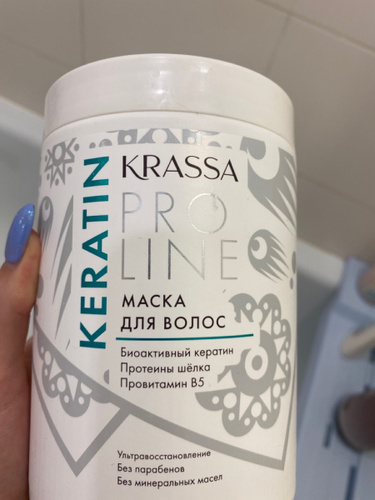 KERATIN
KRASSA
PRO
LINE
МАСКА
ДЛЯ ВОЛОС
Биоактивный кератин
Протеины шёлка
Провитамин B5
Ультравосстановление
Без парабенов
Без минеральных масел